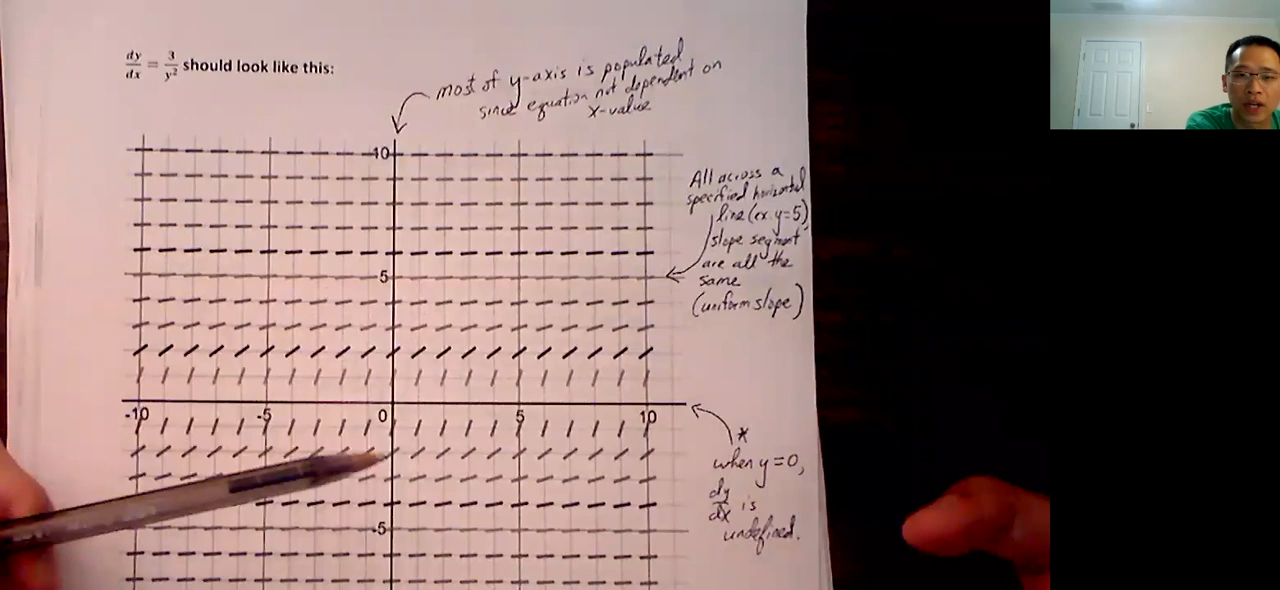 dy/dx = 3/y² should look like this:
most of y-axis is populated
since equation not dependent on
x-value
10
All across a
specified horizontal
line (ex. y=5),
slope segment
are all the
same
(uniform slope)
5
-10 -5 0 5 10
*
when y=0,
dy/dx is
undefined.
-5